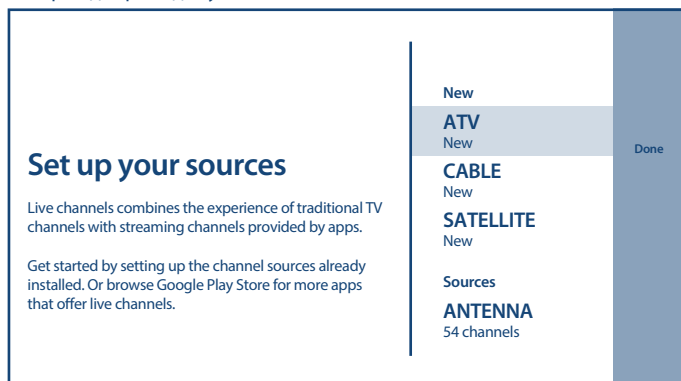 Set up your sources
Live channels combines the experience of traditional TV
channels with streaming channels provided by apps.
Get started by setting up the channel sources already
installed. Or browse Google Play Store for more apps
that offer live channels.
New
ATV
New
CABLE
New
SATELLITE
New
Sources
ANTENNA
54 channels
Done